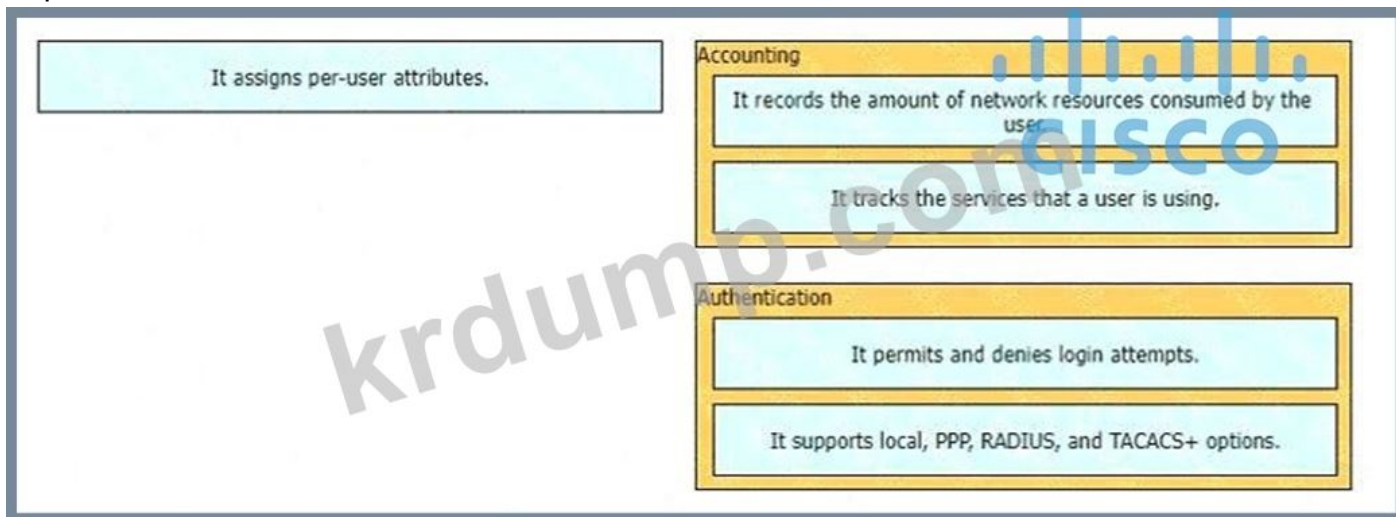 It assigns per-user attributes.
Accounting
It records the amount of network resources consumed by the
user.
It tracks the services that a user is using.
Authentication
It permits and denies login attempts.
It supports local, PPP, RADIUS, and TACACS+ options.
CISCO
krdump.com